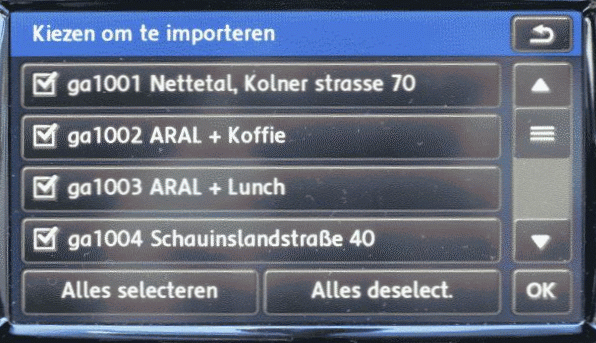 Kiezen om te importeren
ga1001 Nettetal, Kolner strasse 70
ga1002 ARAL + Koffie
ga1003 ARAL + Lunch
ga1004 Schauinslandstraße 40
Alles selecteren
Alles deselect.
OK